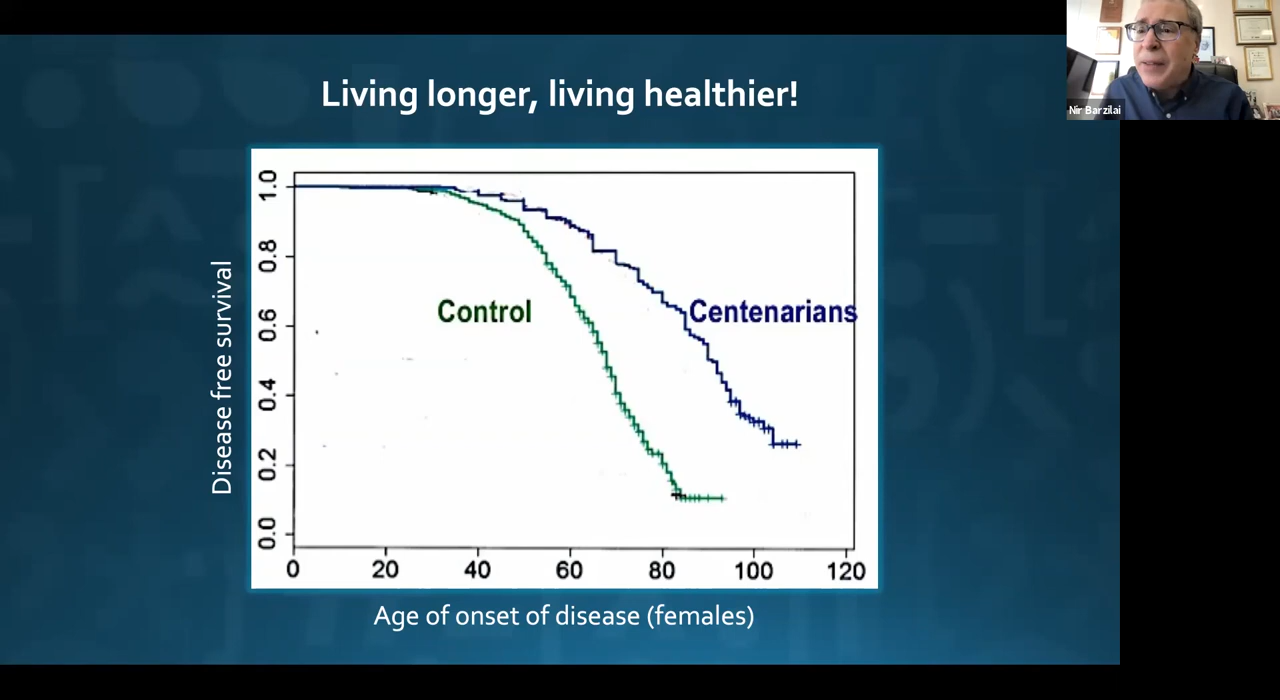 Living longer, living healthier!
Nir Barzilai
Disease free survival
1.0
0.8
0.6
0.4
0.2
0.0
Control
Centenarians
0 20 40 60 80 100 120
Age of onset of disease (females)